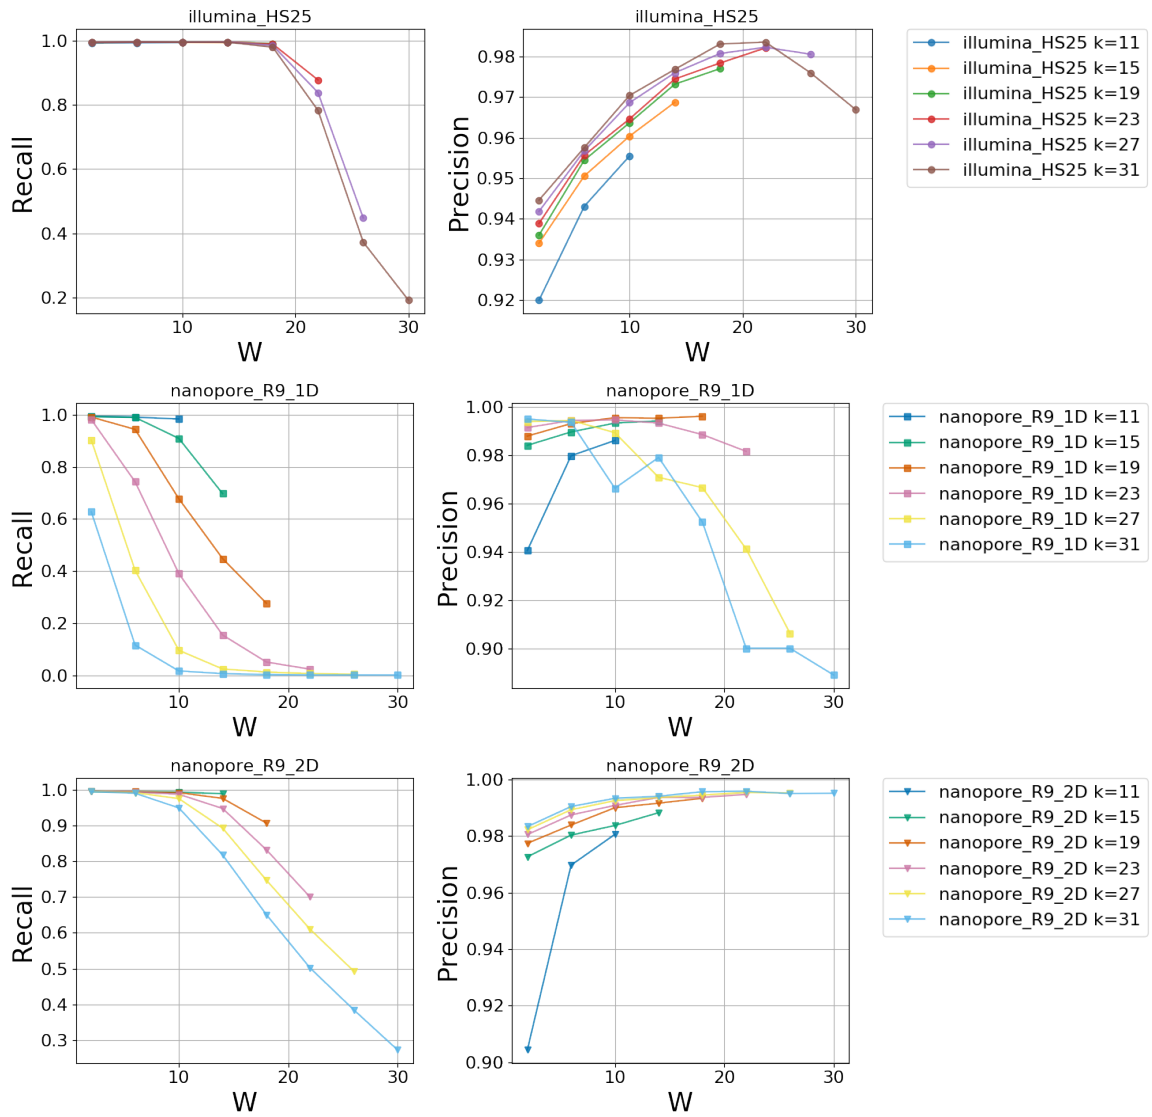 illumina_HS25
1.0
0.8
0.6
0.4
0.2
Recall
10
20
30
W
illumina_HS25
0.98
0.97
0.96
0.95
0.94
0.93
0.92
Precision
10
20
30
W
illumina_HS25 k=11
illumina_HS25 k=15
illumina_HS25 k=19
illumina_HS25 k=23
illumina_HS25 k=27
illumina_HS25 k=31
nanopore_R9_1D
1.0
0.8
0.6
0.4
0.2
0.0
Recall
10
20
30
W
nanopore_R9_1D
1.00
0.98
0.96
0.94
0.92
0.90
Precision
10
20
30
W
nanopore_R9_1D k=11
nanopore_R9_1D k=15
nanopore_R9_1D k=19
nanopore_R9_1D k=23
nanopore_R9_1D k=27
nanopore_R9_1D k=31
nanopore_R9_2D
1.0
0.9
0.8
0.7
0.6
0.5
0.4
0.3
Recall
10
20
30
W
nanopore_R9_2D
1.00
0.98
0.96
0.94
0.92
0.90
Precision
10
20
30
W
nanopore_R9_2D k=11
nanopore_R9_2D k=15
nanopore_R9_2D k=19
nanopore_R9_2D k=23
nanopore_R9_2D k=27
nanopore_R9_2D k=31